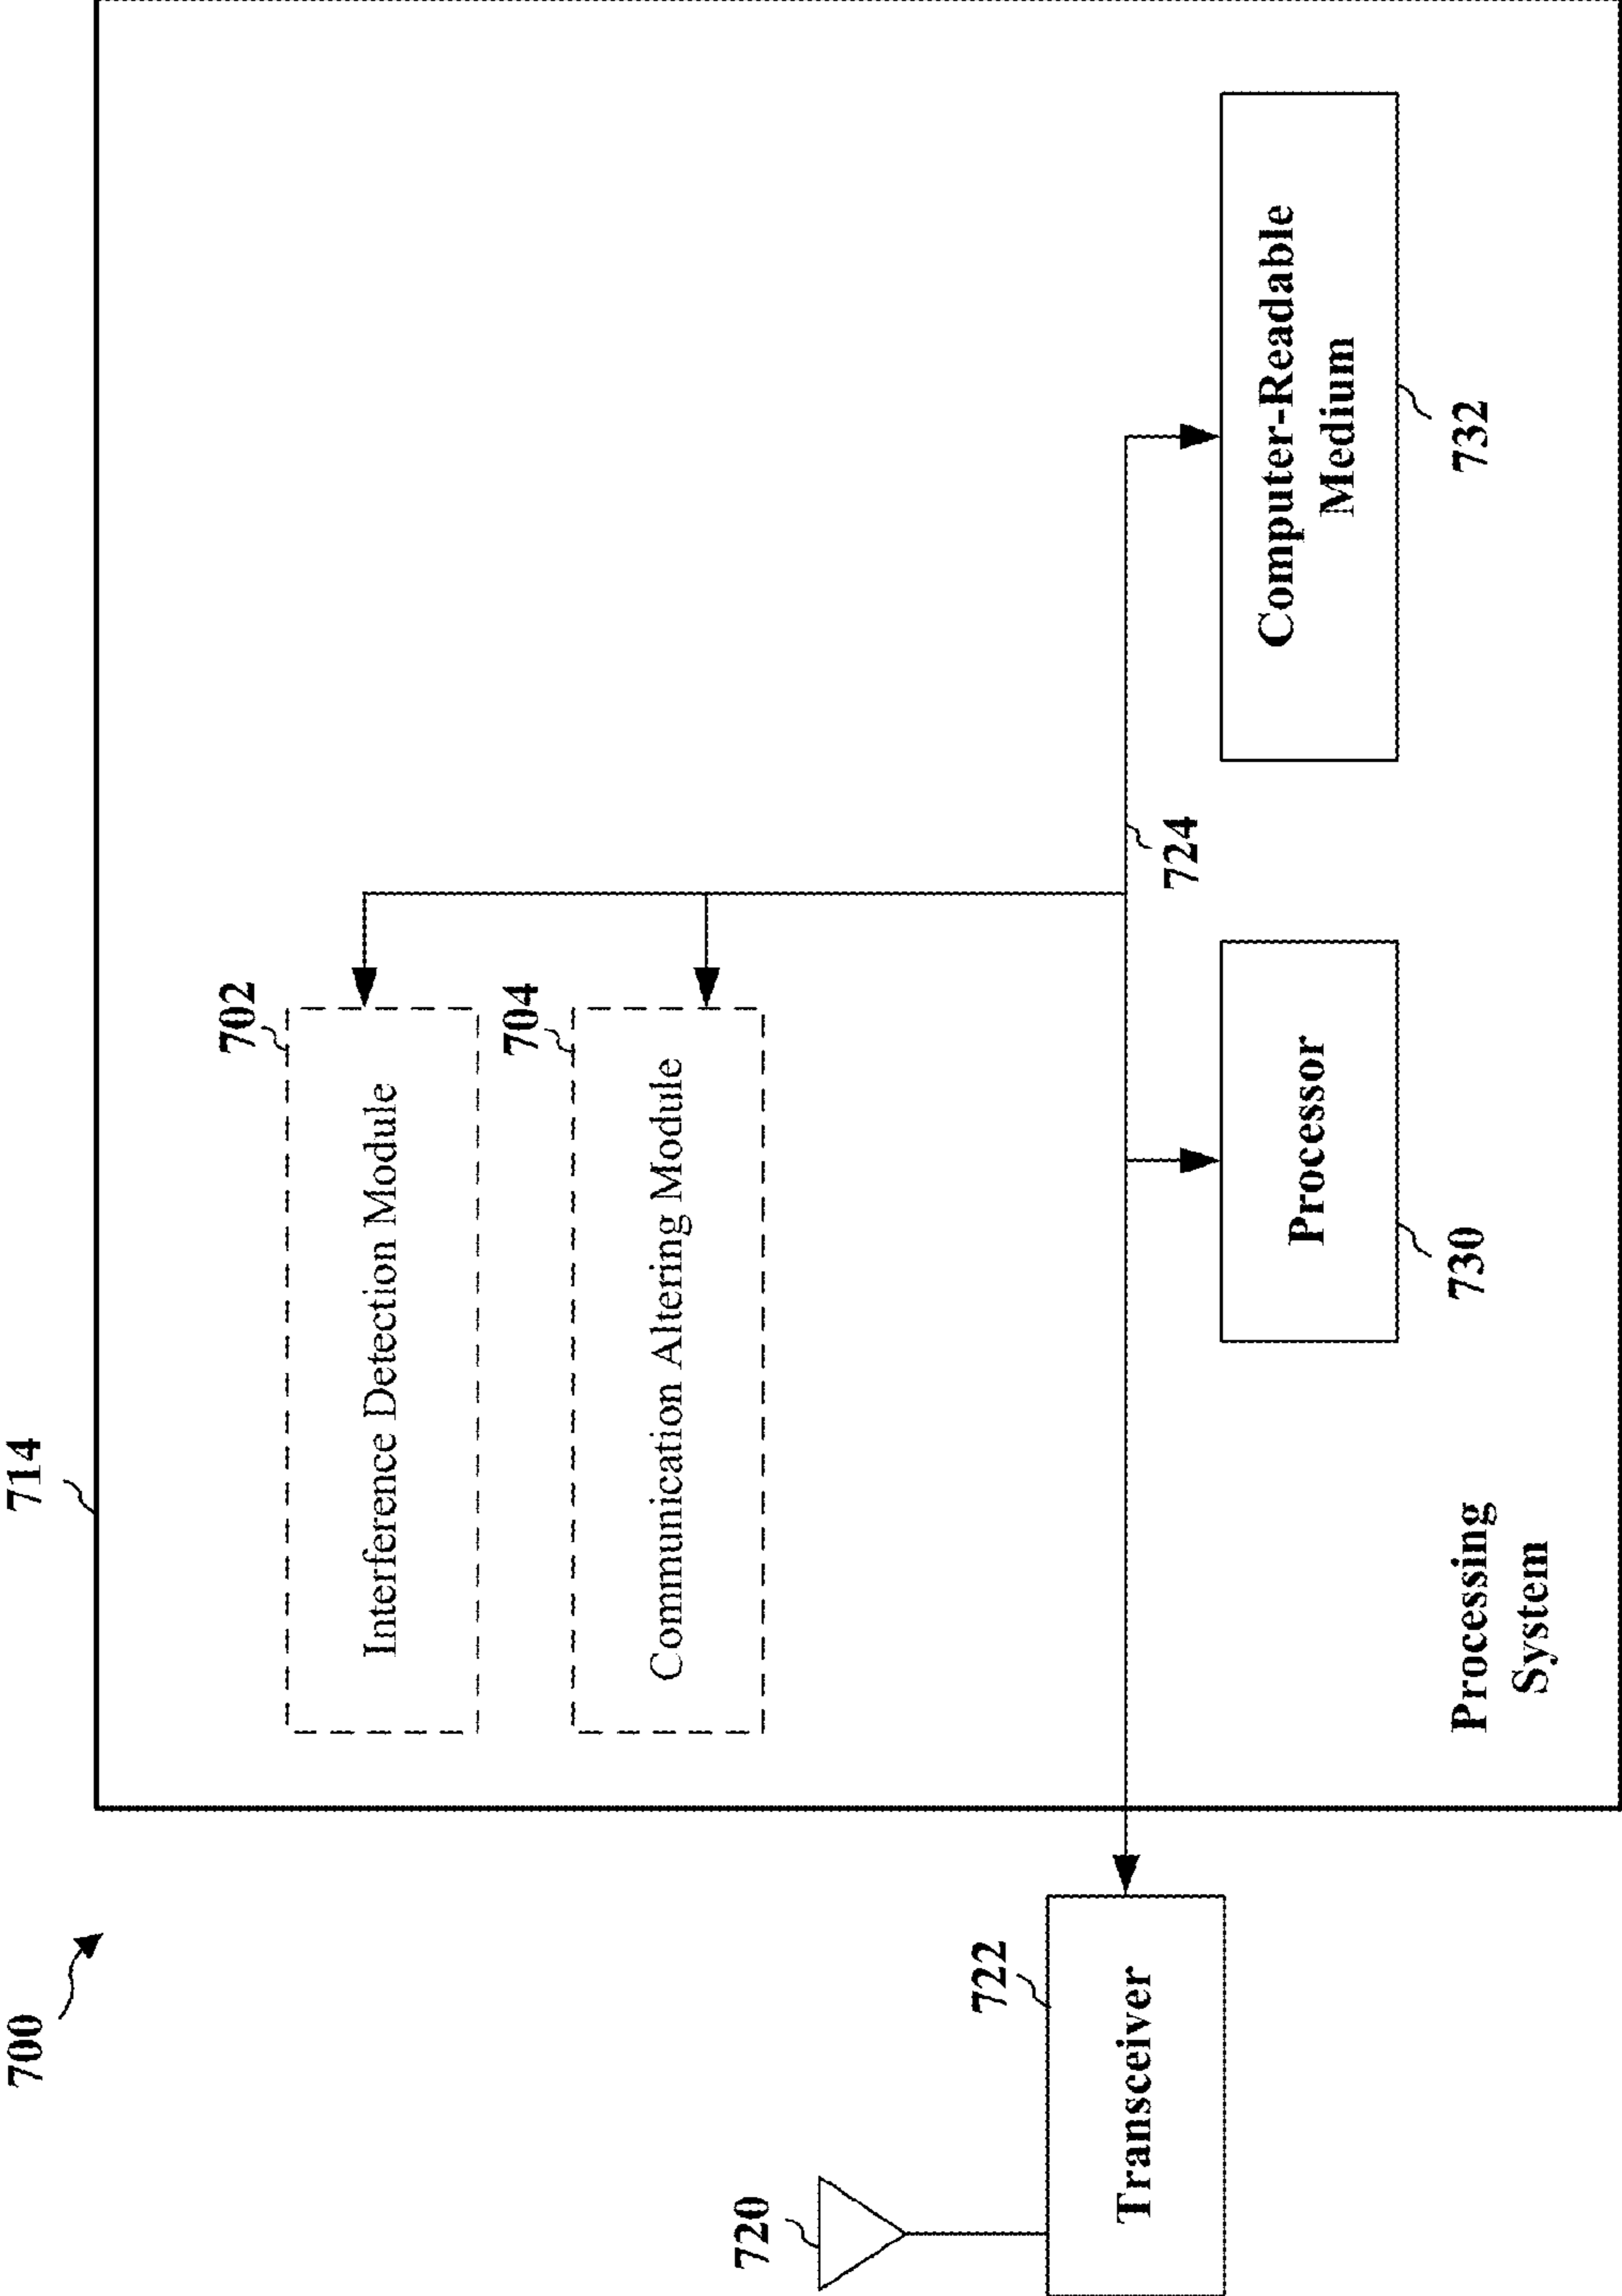 700
714
702
Interference Detection Module
704
Communication Altering Module
720
722
Transceiver
724
Processor
730
Computer-Readable
Medium
732
Processing
System